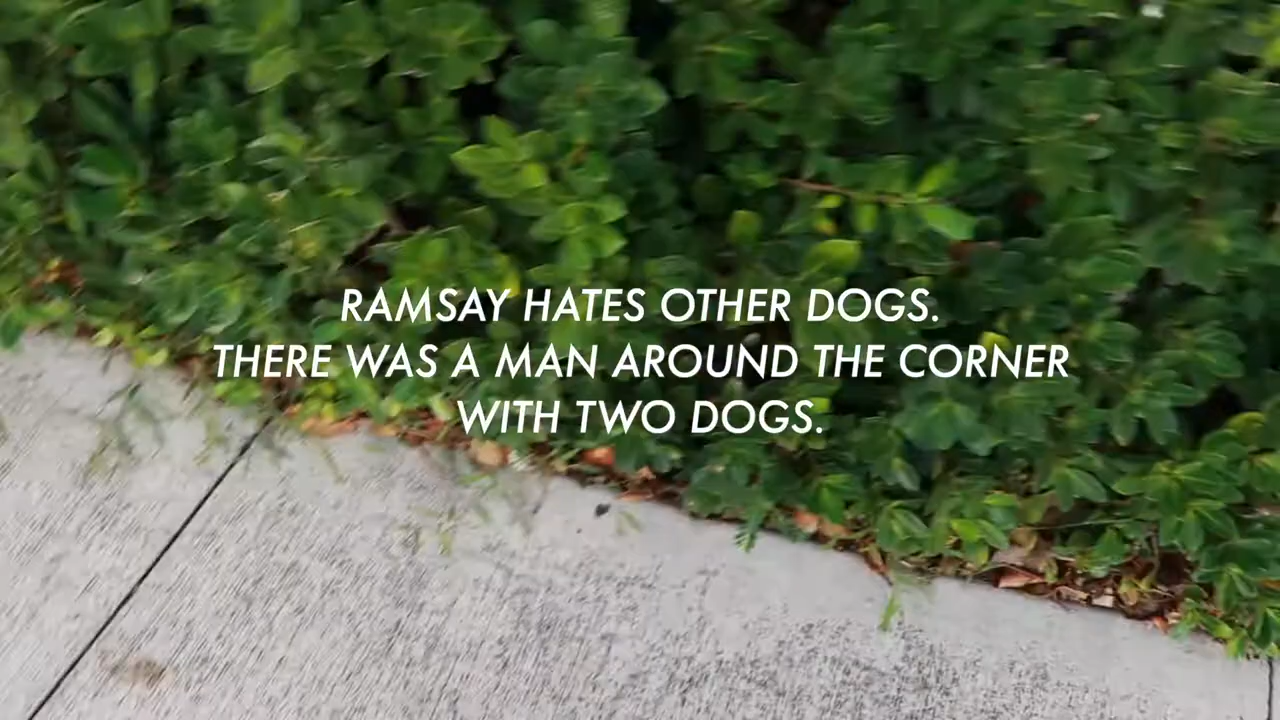 RAMSAY HATES OTHER DOGS.
THERE WAS A MAN AROUND THE CORNER
WITH TWO DOGS.